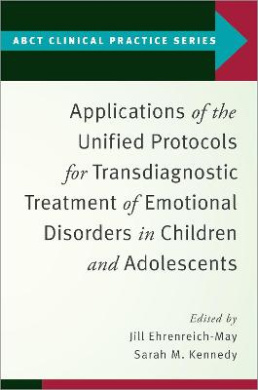 ABCT CLINICAL PRACTICE SERIES
Applications of the
Unified Protocols
for Transdiagnostic
Treatment of Emotional
Disorders in Children
and Adolescents
Edited by
Jill Ehrenreich-May
Sarah M. Kennedy